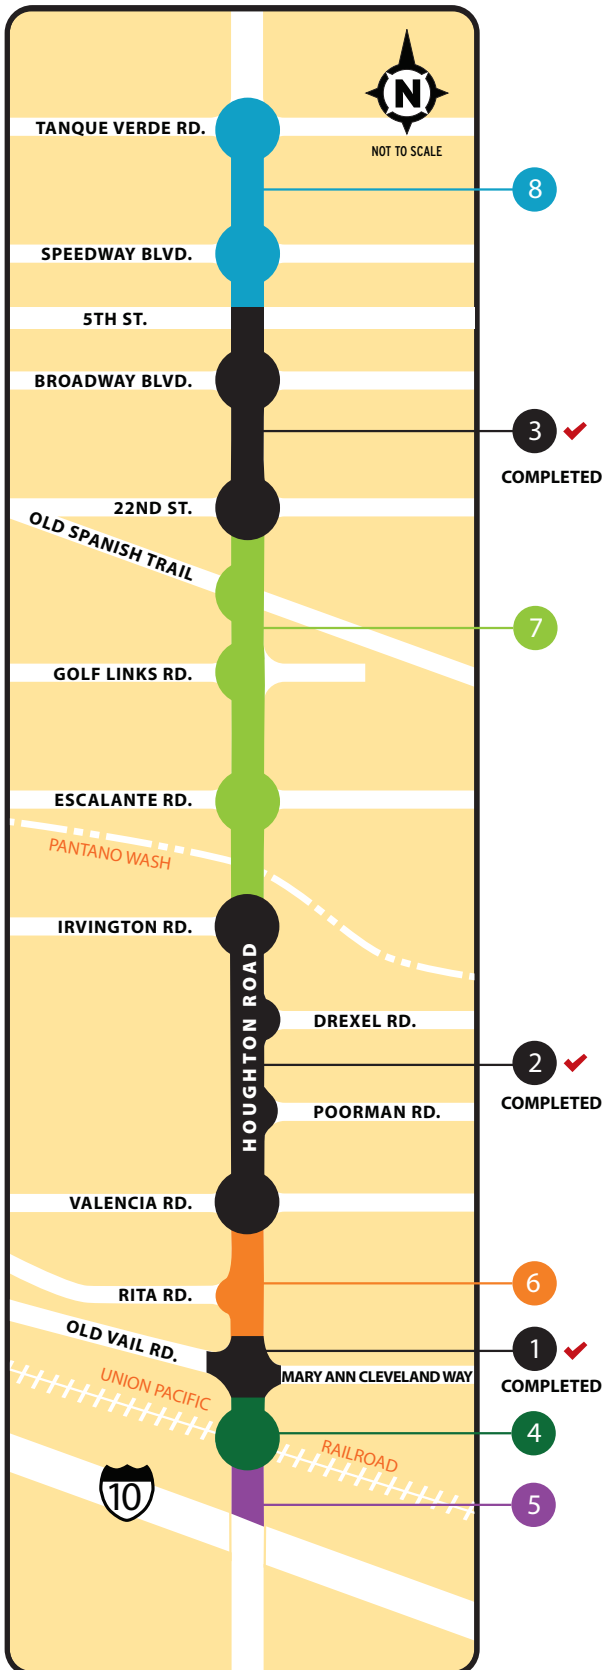 N
NOT TO SCALE
TANQUE VERDE RD.
8
SPEEDWAY BLVD.
5TH ST.
BROADWAY BLVD.
3
COMPLETED
22ND ST.
OLD SPANISH TRAIL
7
GOLF LINKS RD.
ESCALANTE RD.
PANTANO WASH
IRVINGTON RD.
HOUGHTON ROAD
DREXEL RD.
2
COMPLETED
POORMAN RD.
VALENCIA RD.
6
RITA RD.
OLD VAIL RD.
1
COMPLETED
MARY ANN CLEVELAND WAY
UNION PACIFIC
4
RAILROAD
10
5